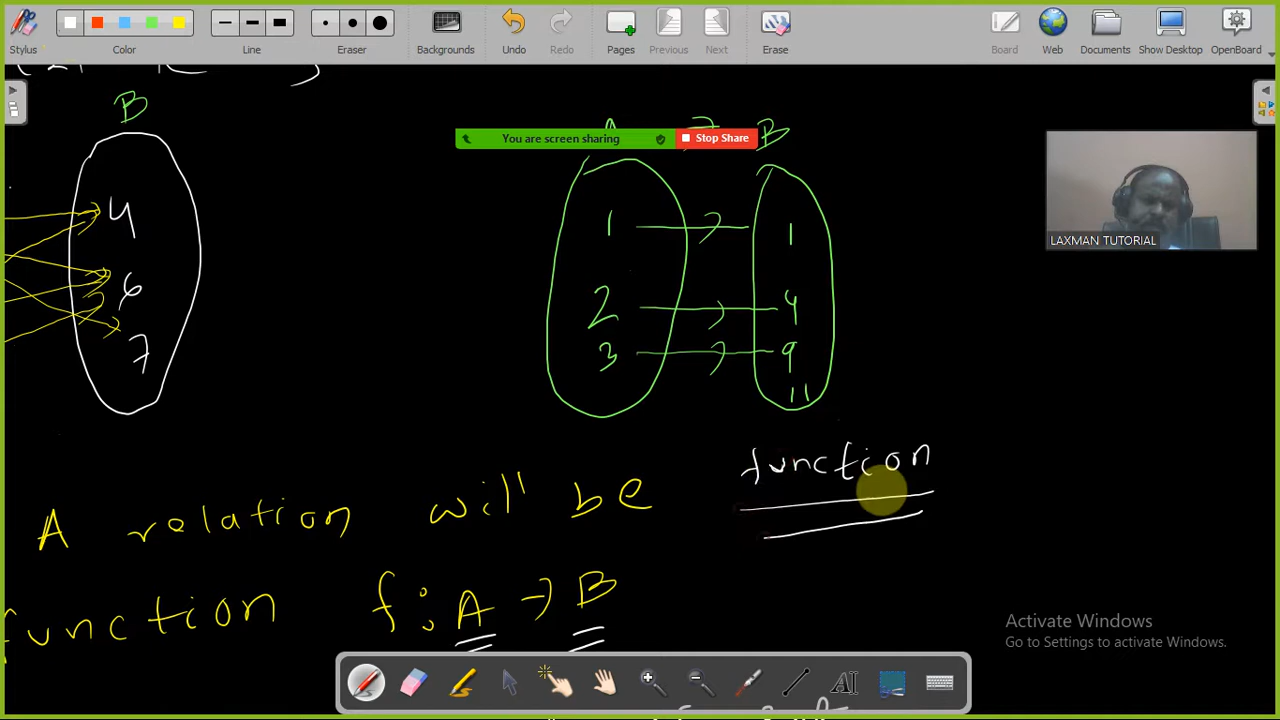 Stylus
Color
Line
Eraser
Backgrounds
Undo
Redo
Pages
Previous
Next
Erase
Board
Web
Documents
Show Desktop
OpenBoard
B
4
6
7
You are screen sharing
Stop Share
B
1 1
2 4
3 9
11
LAXMAN TUTORIAL
function
A relation will be
function f : A → B
Activate Windows
Go to Settings to activate Windows.